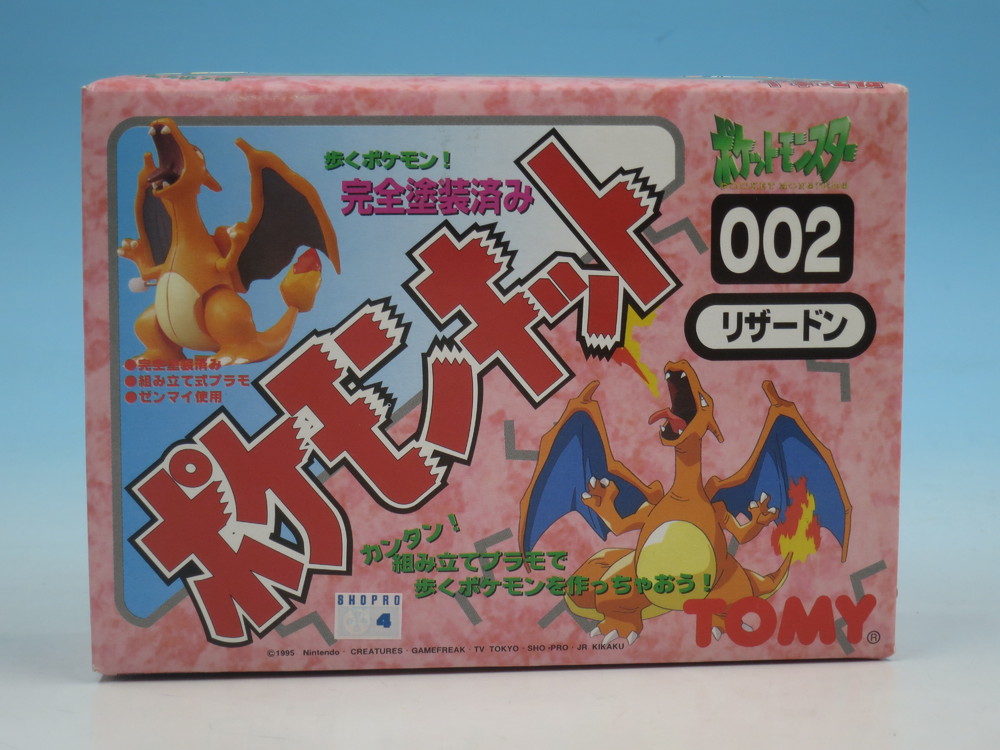 歩くポケモン!
完全塗装済み
ポケモンキット
ポケットモンスター
POCKET MONSTERS
002
リザードン
●完全塗装済み
●組み立て式プラモ
●ゼンマイ使用
カンタン!
組み立てプラモで
歩くポケモンを作っちゃおう!
SHOPRO
4
TOMY®
©1995 Nintendo · CREATURES · GAMEFREAK · TV TOKYO · SHO-PRO · JR KIKAKU